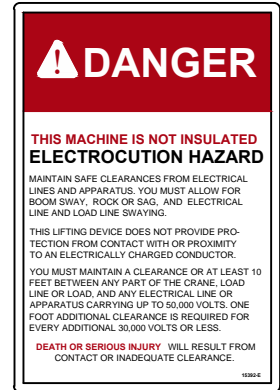 DANGER
THIS MACHINE IS NOT INSULATED
ELECTROCUTION HAZARD
MAINTAIN SAFE CLEARANCES FROM ELECTRICAL
LINES AND APPARATUS. YOU MUST ALLOW FOR
BOOM SWAY, ROCK OR SAG, AND ELECTRICAL
LINE AND LOAD LINE SWAYING.
THIS LIFTING DEVICE DOES NOT PROVIDE PRO-
TECTION FROM CONTACT WITH OR PROXIMITY
TO AN ELECTRICALLY CHARGED CONDUCTOR.
YOU MUST MAINTAIN A CLEARANCE OR AT LEAST 10
FEET BETWEEN ANY PART OF THE CRANE, LOAD
LINE OR LOAD, AND ANY ELECTRICAL LINE OR
APPARATUS CARRYING UP TO 50,000 VOLTS. ONE
FOOT ADDITIONAL CLEARANCE IS REQUIRED FOR
EVERY ADDITIONAL 30,000 VOLTS OR LESS.
DEATH OR SERIOUS INJURY WILL RESULT FROM
CONTACT OR INADEQUATE CLEARANCE.
15392-E